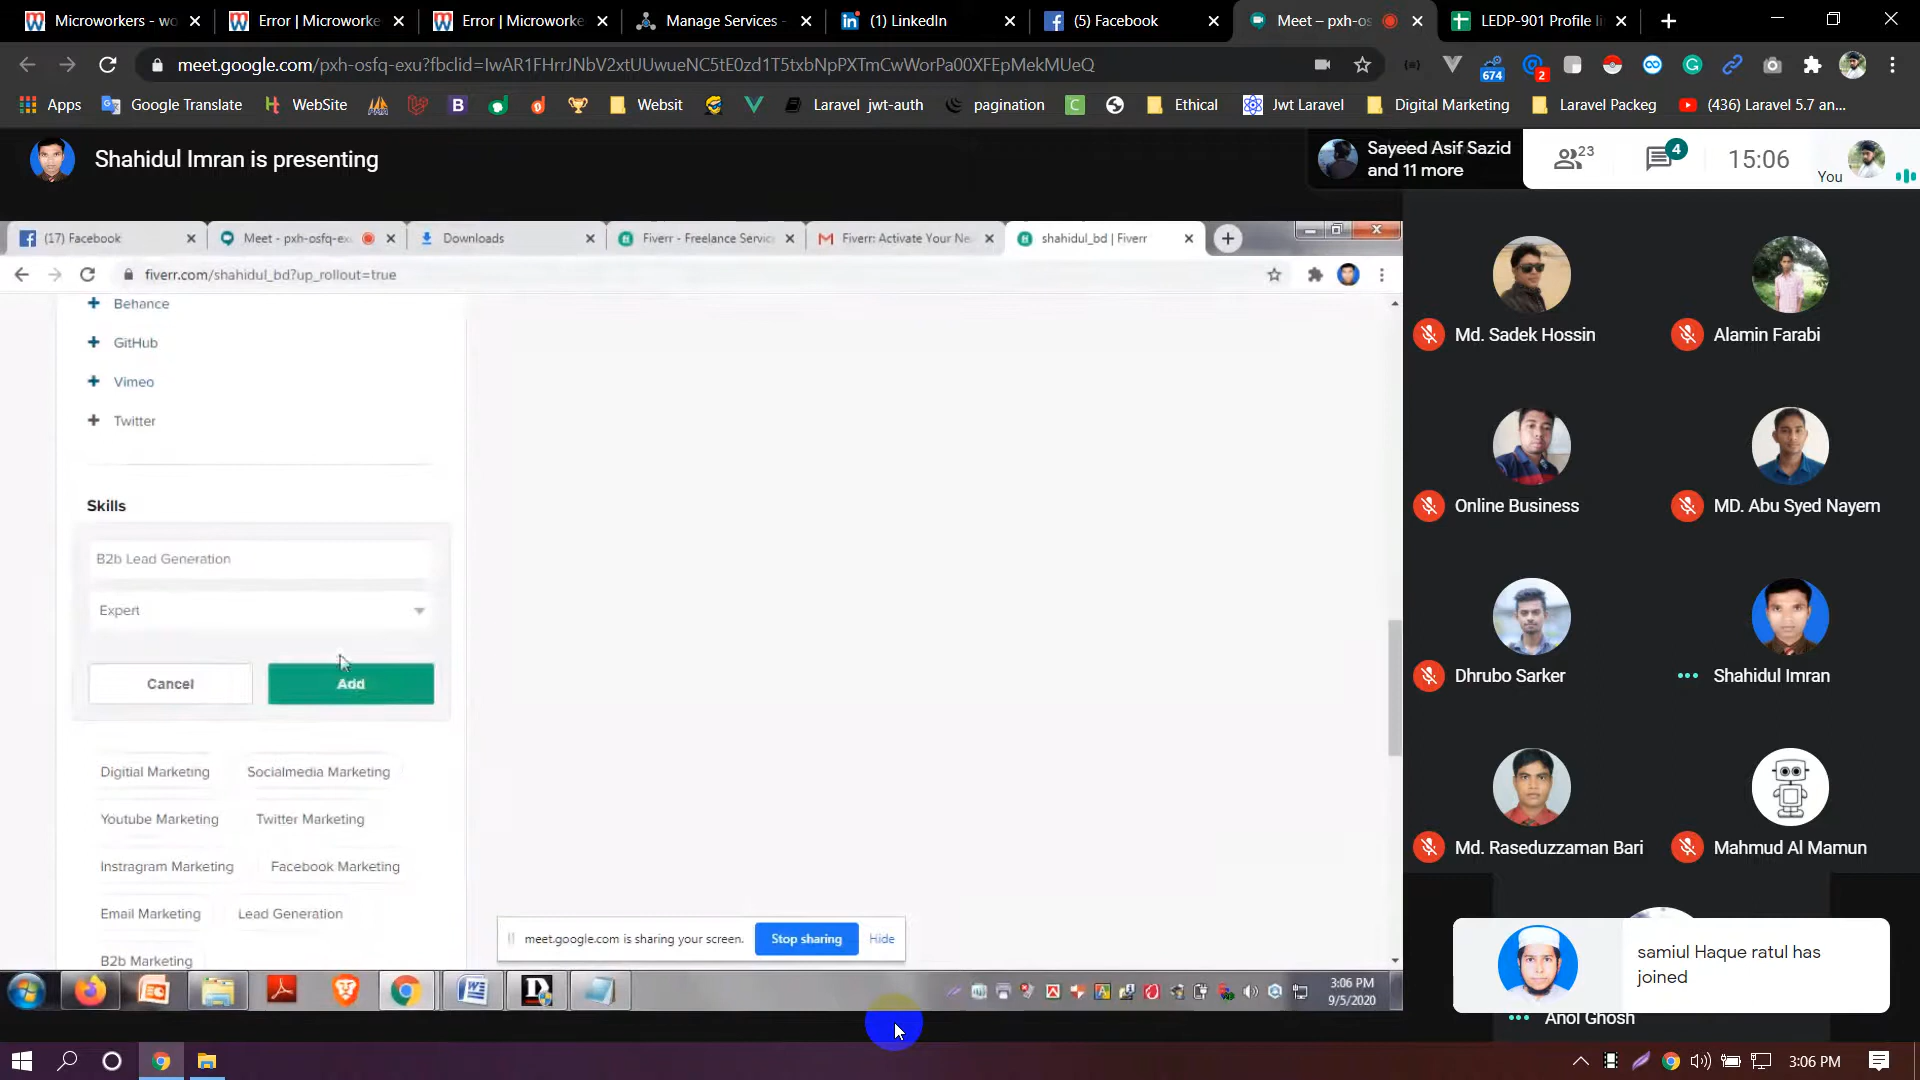 Microworkers - wo
Error | Microworke
Error | Microworke
Manage Services -
(1) LinkedIn
(5) Facebook
Meet – pxh-os
LEDP-901 Profile li
meet.google.com/pxh-osfq-exu?fbclid=IwAR1FHrrJNbV2xtUUwueNC5tE0zd1T5txbNpPXTmCwWorPa00XFEpMekMUeQ
674
2
Apps
Google Translate
WebSite
Websit
Laravel jwt-auth
pagination
Ethical
Jwt Laravel
Digital Marketing
Laravel Packeg
(436) Laravel 5.7 an...
Shahidul Imran is presenting
Sayeed Asif Sazid
and 11 more
23
4
15:06
You
(17) Facebook
Meet - pxh-osfq-ex
Downloads
Fiverr - Freelance Servic
Fiverr: Activate Your Ne
shahidul_bd | Fiverr
fiverr.com/shahidul_bd?up_rollout=true
Behance
GitHub
Vimeo
Twitter
Skills
B2b Lead Generation
Expert
Cancel
Add
Digitial Marketing
Socialmedia Marketing
Youtube Marketing
Twitter Marketing
Instragram Marketing
Facebook Marketing
Email Marketing
Lead Generation
B2b Marketing
meet.google.com is sharing your screen.
Stop sharing
Hide
3:06 PM
9/5/2020
Md. Sadek Hossin
Alamin Farabi
Online Business
MD. Abu Syed Nayem
Dhrubo Sarker
Shahidul Imran
Md. Raseduzzaman Bari
Mahmud Al Mamun
samiul Haque ratul has
joined
Anol Ghosh
3:06 PM